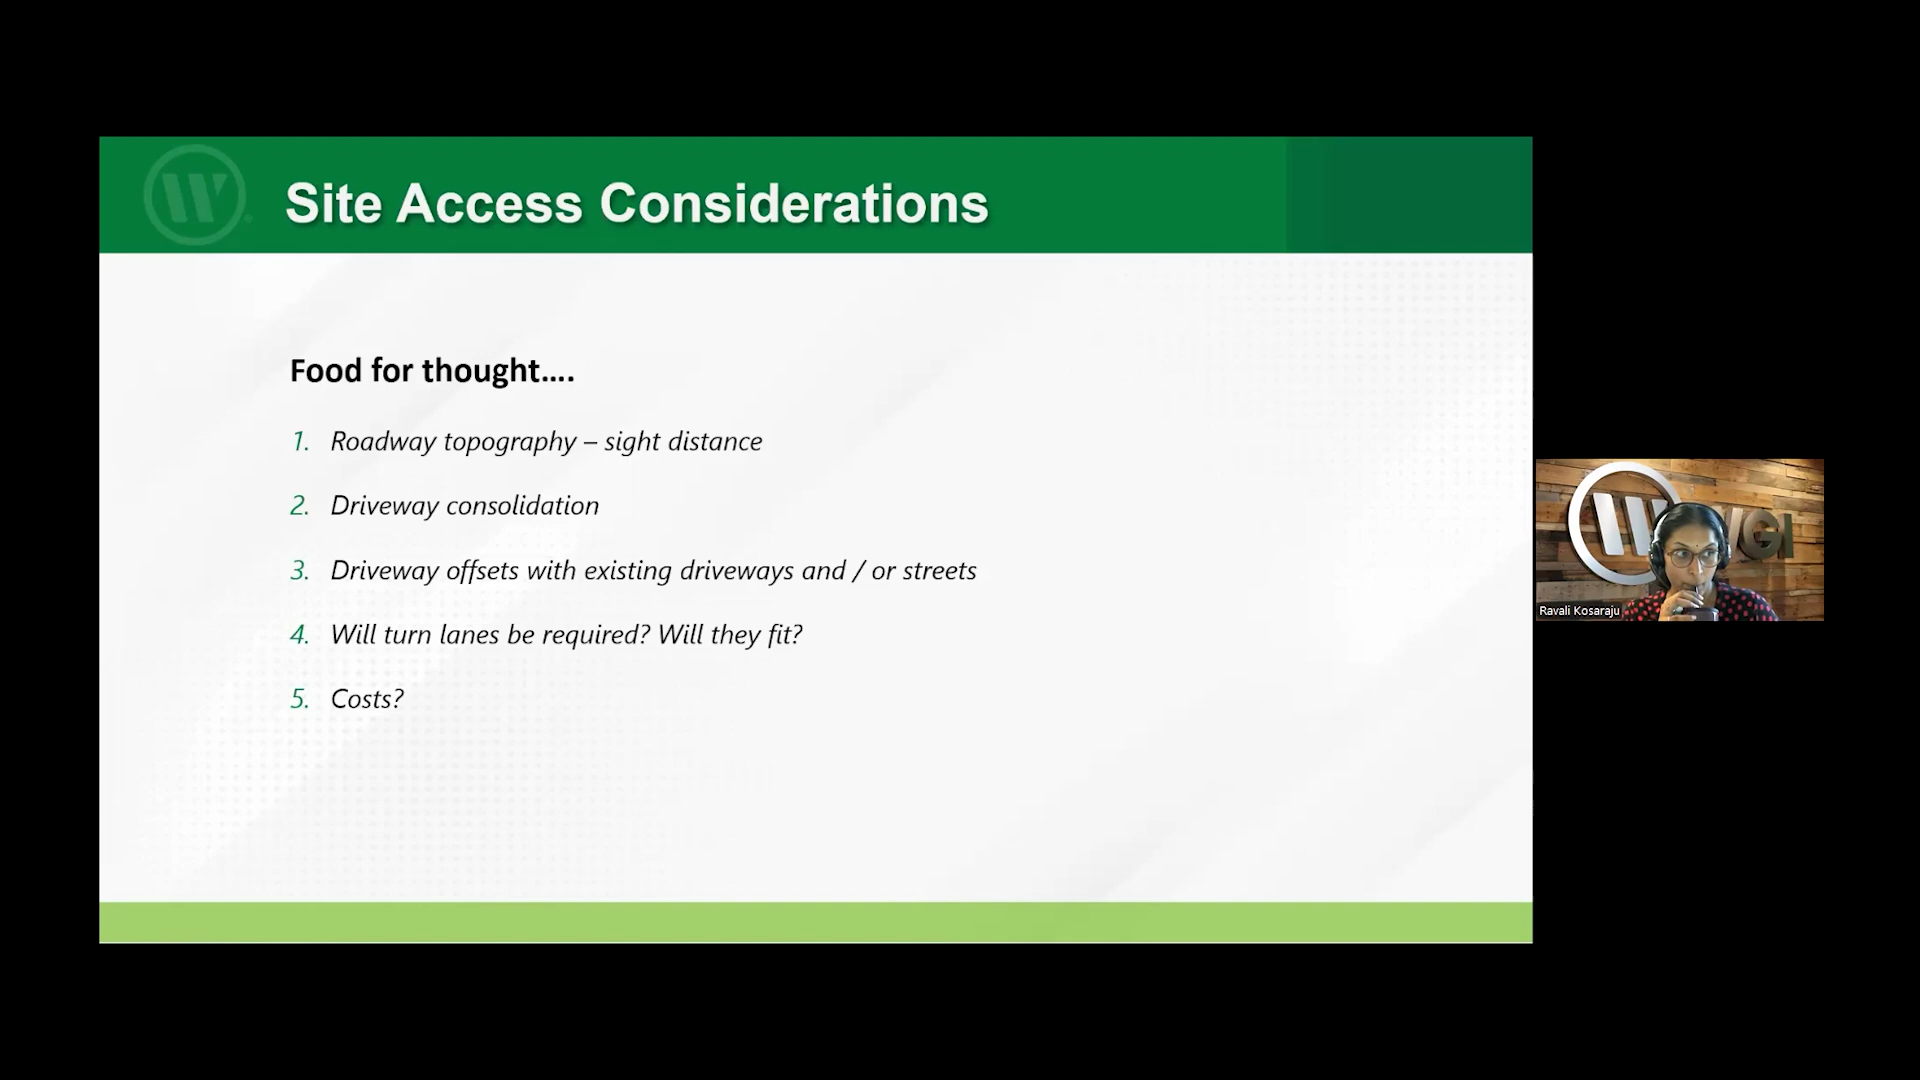 Site Access Considerations
Food for thought....
1. Roadway topography – sight distance
2. Driveway consolidation
3. Driveway offsets with existing driveways and / or streets
4. Will turn lanes be required? Will they fit?
5. Costs?
WGI
Ravali Kosaraju